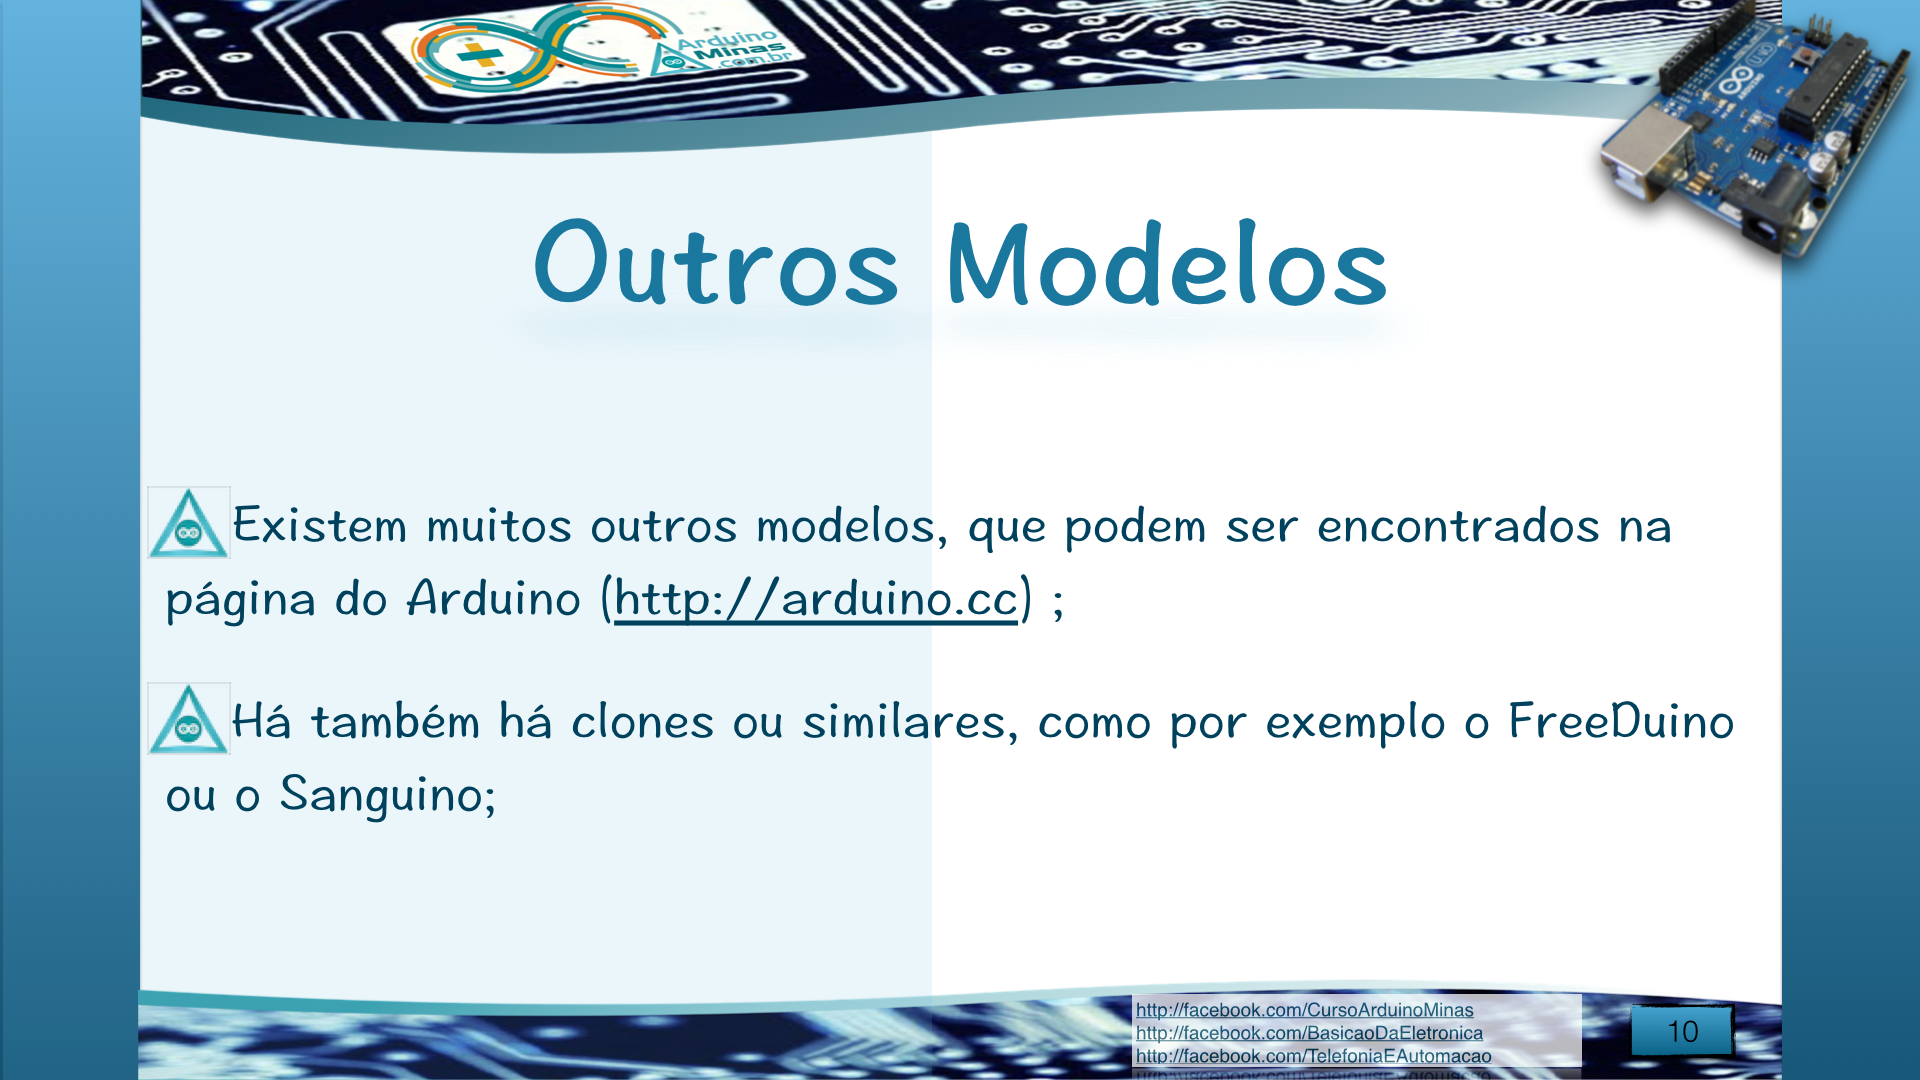 Arduino
Minas
.com.br
UNO
ARDUINO
Outros Modelos
Existem muitos outros modelos, que podem ser encontrados na
página do Arduino (http://arduino.cc) ;
Há também há clones ou similares, como por exemplo o FreeDuino
ou o Sanguino;
http://facebook.com/CursoArduinoMinas
http://facebook.com/BasicaoDaEletronica
http://facebook.com/TelefoniaEAutomacao
10